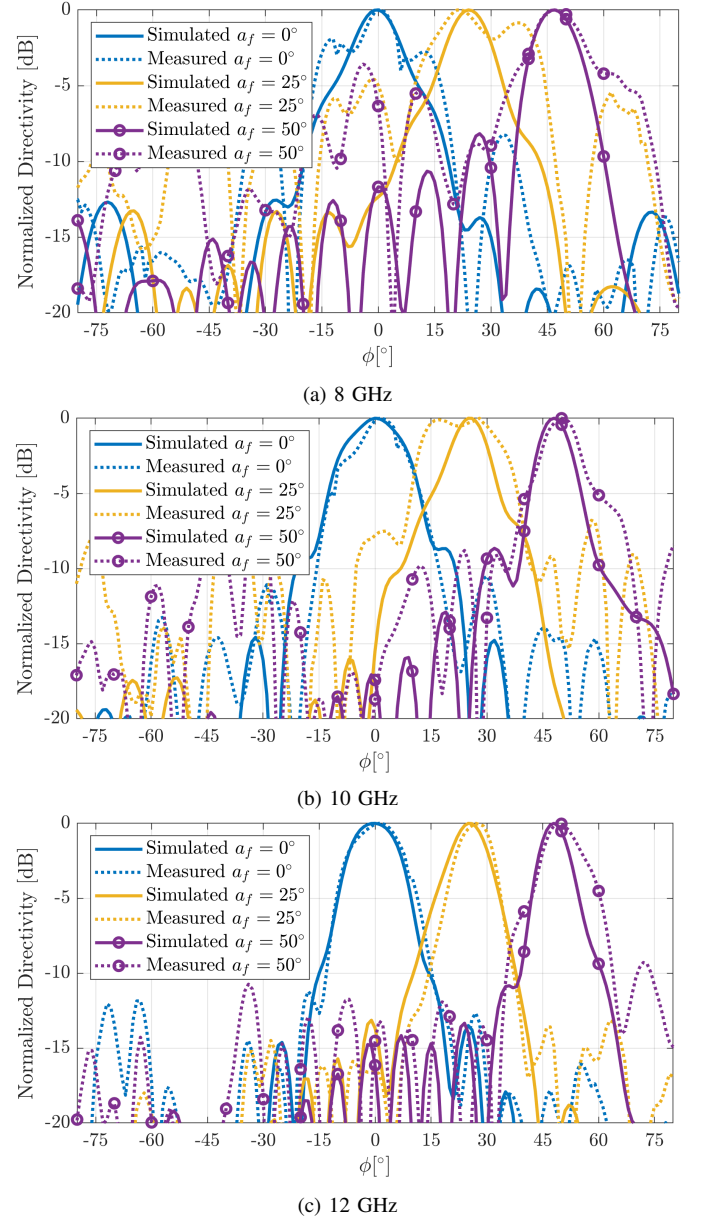 Normalized Directivity [dB]
0
-5
-10
-15
-20
Simulated a_f = 0°
Measured a_f = 0°
Simulated a_f = 25°
Measured a_f = 25°
Simulated a_f = 50°
Measured a_f = 50°
-75 -60 -45 -30 -15 0 15 30 45 60 75
ϕ[°]
(a) 8 GHz
Normalized Directivity [dB]
0
-5
-10
-15
-20
Simulated a_f = 0°
Measured a_f = 0°
Simulated a_f = 25°
Measured a_f = 25°
Simulated a_f = 50°
Measured a_f = 50°
-75 -60 -45 -30 -15 0 15 30 45 60 75
ϕ[°]
(b) 10 GHz
Normalized Directivity [dB]
0
-5
-10
-15
-20
Simulated a_f = 0°
Measured a_f = 0°
Simulated a_f = 25°
Measured a_f = 25°
Simulated a_f = 50°
Measured a_f = 50°
-75 -60 -45 -30 -15 0 15 30 45 60 75
ϕ[°]
(c) 12 GHz